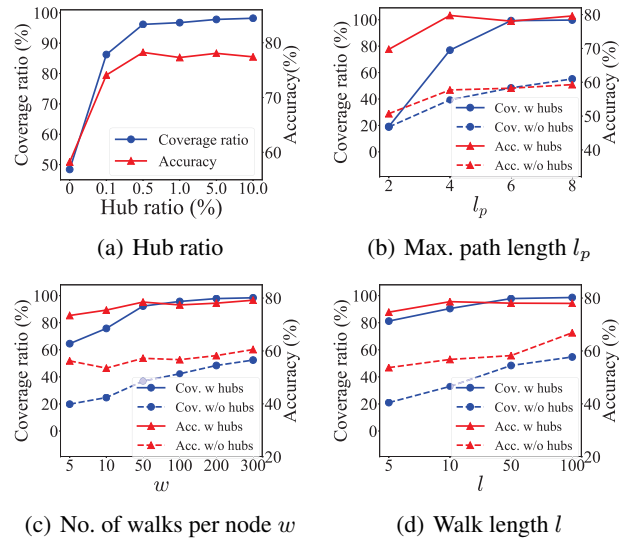 Coverage ratio (%)
100
90
80
70
60
50
80
70
60
Accuracy(%)
Coverage ratio
Accuracy
0 0.1 0.5 1.0 5.0 10.0
Hub ratio (%)
(a) Hub ratio
Coverage ratio (%)
100
80
60
40
20
0
80
70
60
50
40
Accuracy (%)
Cov. w hubs
Cov. w/o hubs
Acc. w hubs
Acc. w/o hubs
2 4 6 8
l_p
(b) Max. path length l_p
Coverage ratio (%)
100
80
60
40
20
0
80
60
40
20
Accuracy (%)
Cov. w hubs
Cov. w/o hubs
Acc. w hubs
Acc. w/o hubs
5 10 50 100 200 300
w
(c) No. of walks per node w
Coverage ratio (%)
100
80
60
40
20
0
80
60
40
20
Accuracy (%)
Cov. w hubs
Cov. w/o hubs
Acc. w hubs
Acc. w/o hubs
5 10 50 100
l
(d) Walk length l